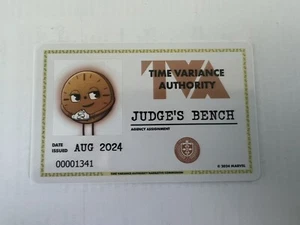 TVA
TIME VARIANCE
AUTHORITY
JUDGE'S BENCH
AGENCY ASSIGNMENT
DATE
ISSUED AUG 2024
00001341
© 2024 MARVEL